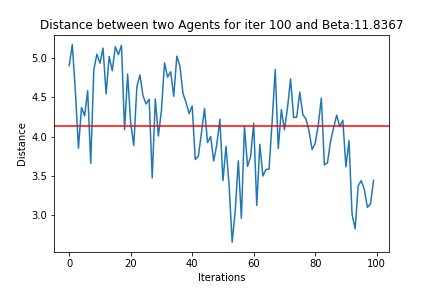 Distance between two Agents for iter 100 and Beta:11.8367
5.0
4.5
4.0
3.5
3.0
Distance
0 20 40 60 80 100
Iterations